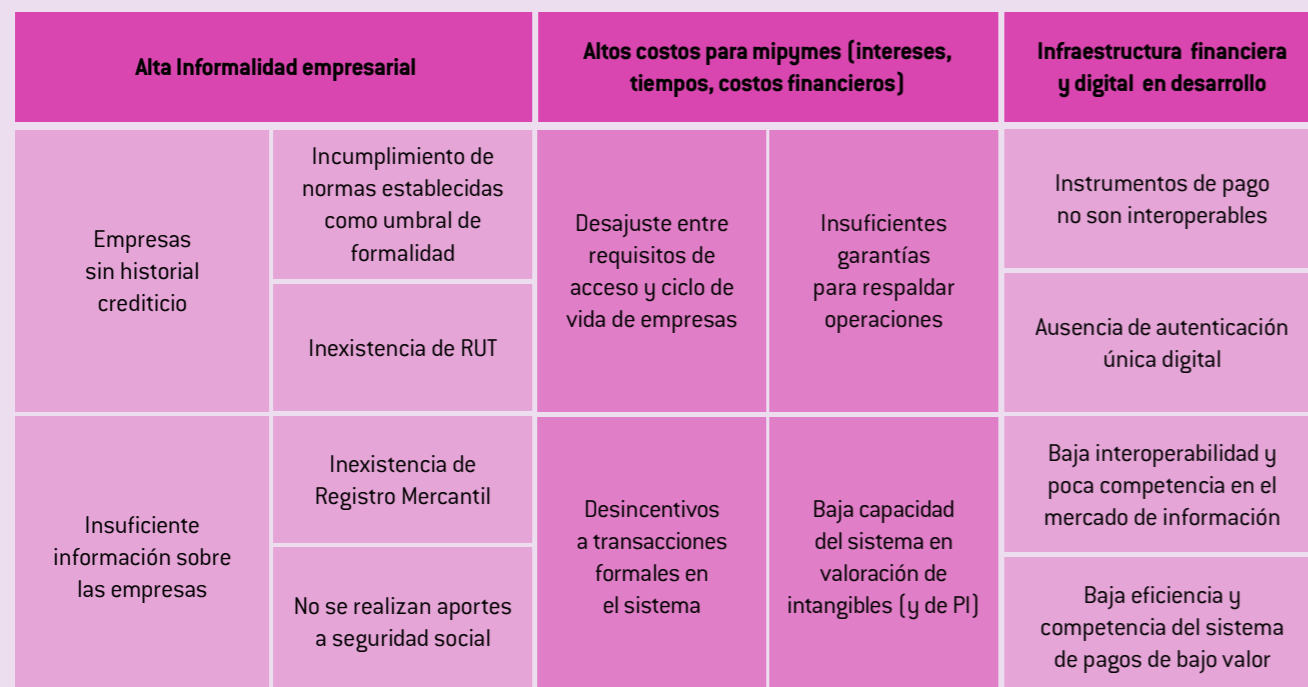 Alta Informalidad empresarial
Altos costos para mipymes (intereses,
tiempos, costos financieros)
Infraestructura financiera
y digital en desarrollo
Empresas
sin historial
crediticio
Incumplimiento de
normas establecidas
como umbral de
formalidad
Inexistencia de RUT
Desajuste entre
requisitos de
acceso y ciclo de
vida de empresas
Insuficientes
garantías
para respaldar
operaciones
Instrumentos de pago
no son interoperables
Ausencia de autenticación
única digital
Insuficiente
información sobre
las empresas
Inexistencia de
Registro Mercantil
No se realizan aportes
a seguridad social
Desincentivos
a transacciones
formales en
el sistema
Baja capacidad
del sistema en
valoración de
intangibles (y de PI)
Baja interoperabilidad y
poca competencia en el
mercado de información
Baja eficiencia y
competencia del sistema
de pagos de bajo valor